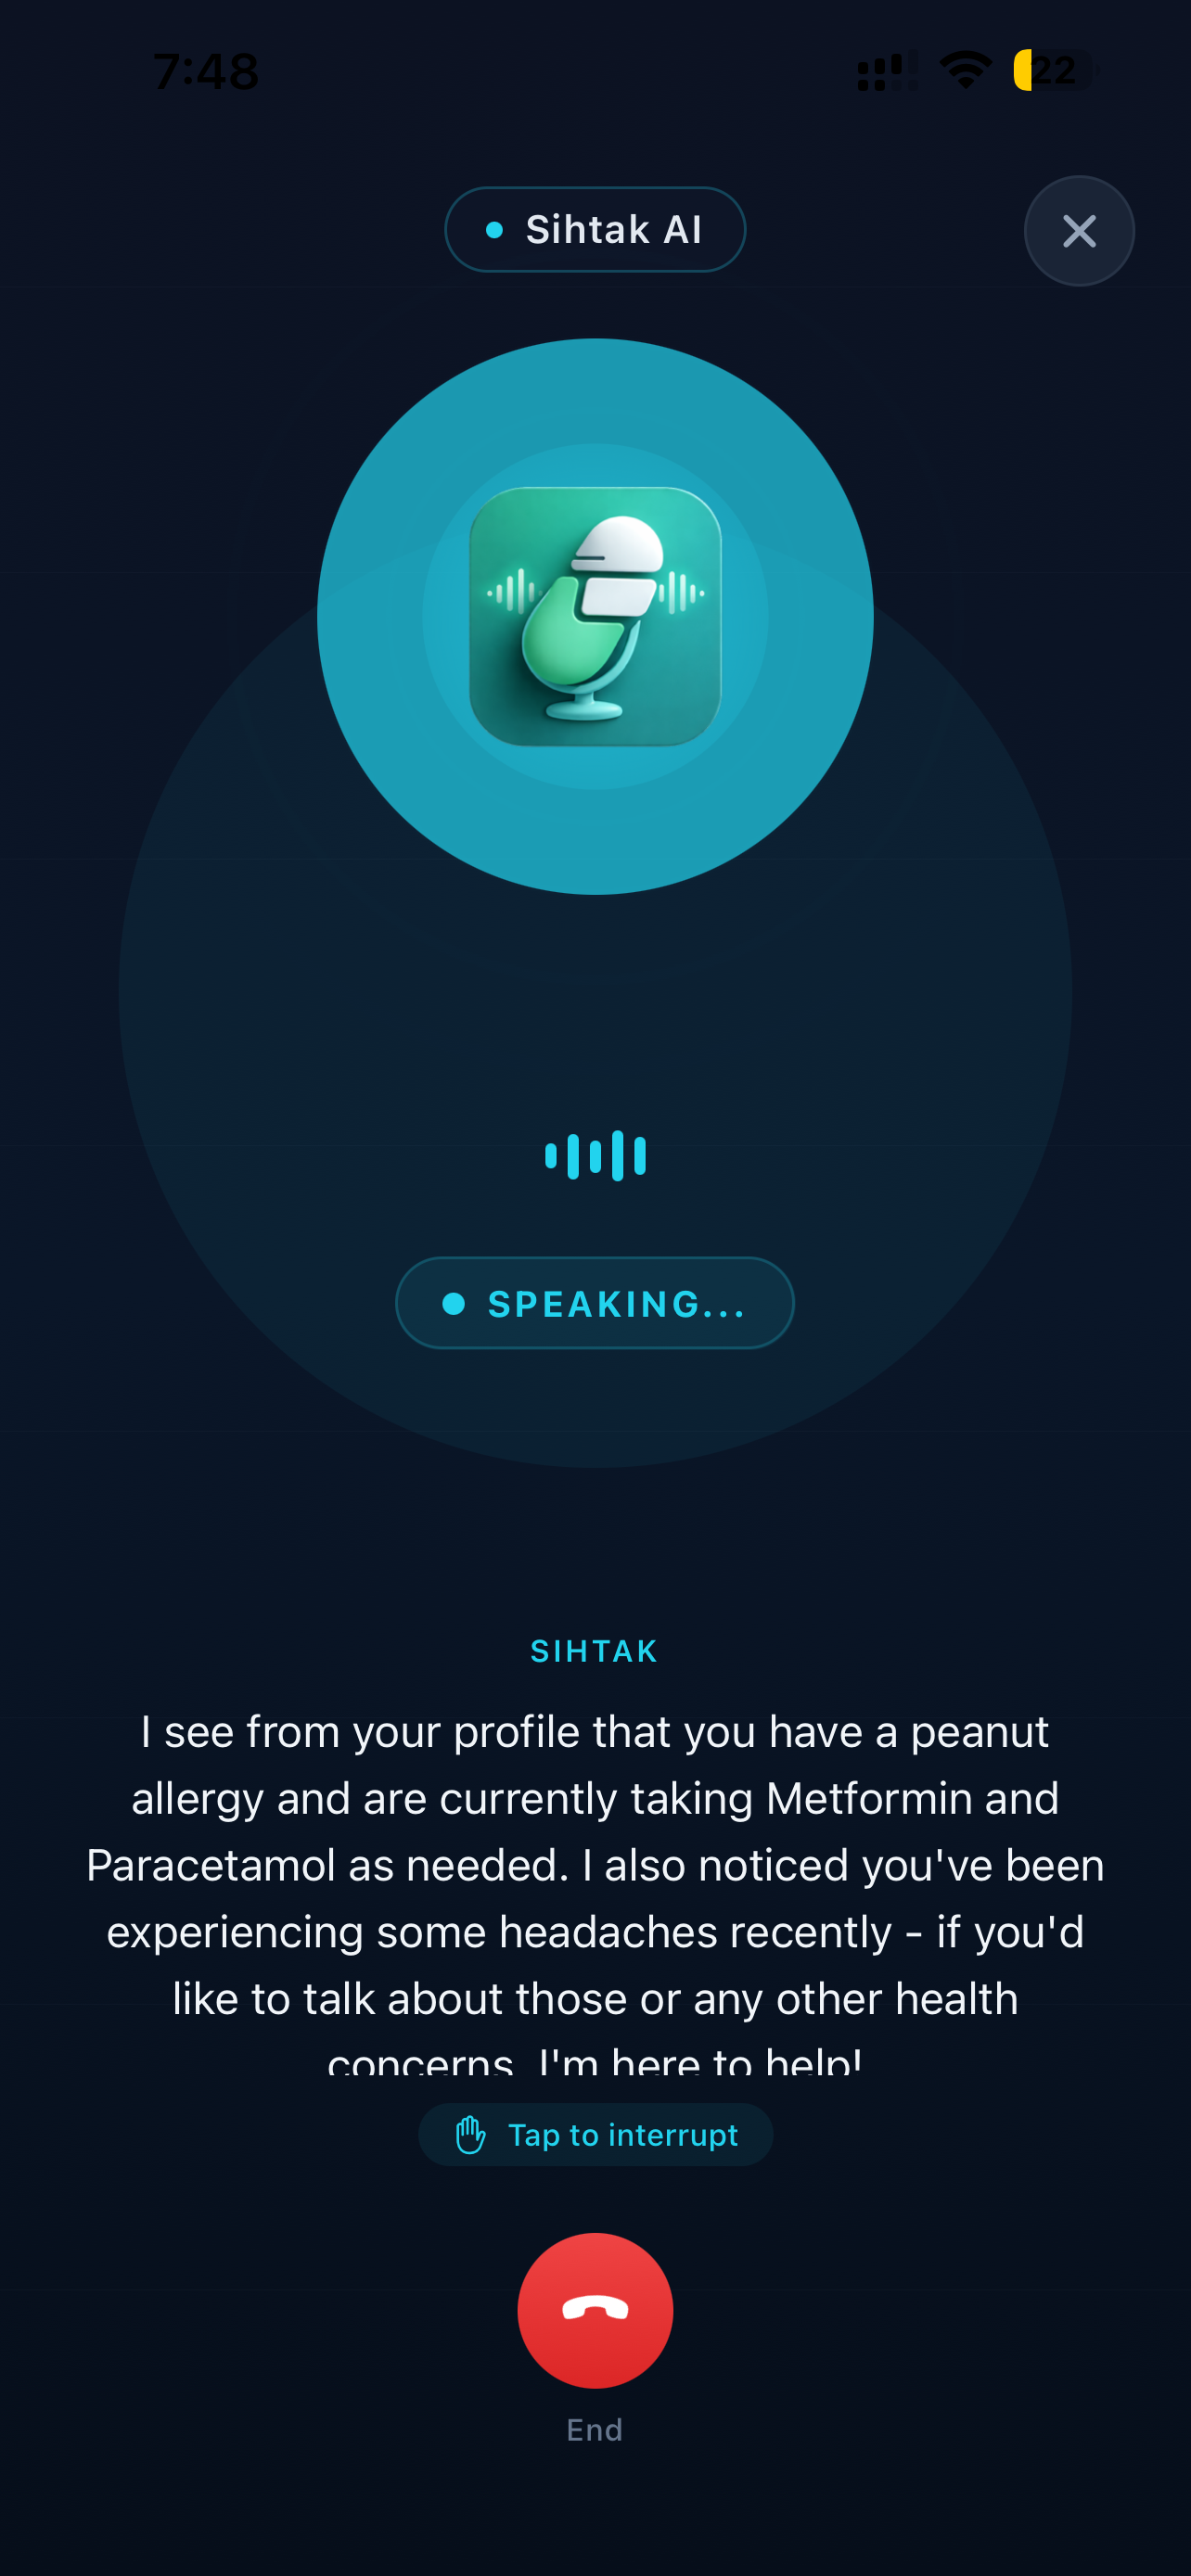 7:48
22
Sihtak AI
SPEAKING...
SIHTAK
I see from your profile that you have a peanut
allergy and are currently taking Metformin and
Paracetamol as needed. I also noticed you've been
experiencing some headaches recently - if you'd
like to talk about those or any other health
concerns, I'm here to help!
Tap to interrupt
End